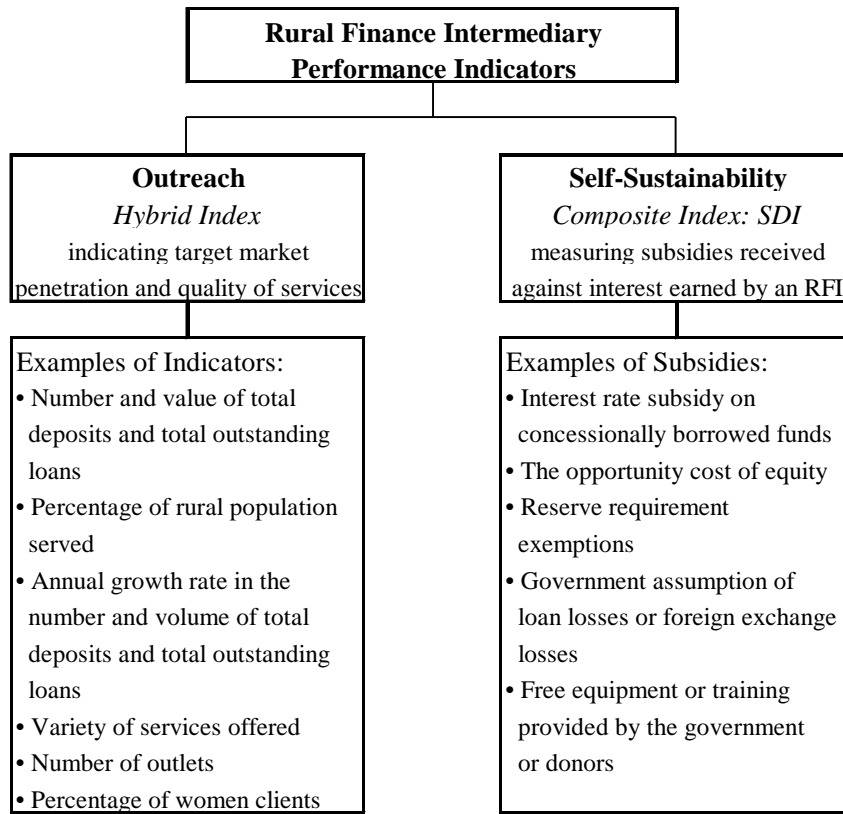 Rural Finance Intermediary
Performance Indicators
Outreach
Hybrid Index
indicating target market
penetration and quality of services
Self-Sustainability
Composite Index: SDI
measuring subsidies received
against interest earned by an RFI
Examples of Indicators:
• Number and value of total
deposits and total outstanding
loans
• Percentage of rural population
served
• Annual growth rate in the
number and volume of total
deposits and total outstanding
loans
• Variety of services offered
• Number of outlets
• Percentage of women clients
Examples of Subsidies:
• Interest rate subsidy on
concessionally borrowed funds
• The opportunity cost of equity
• Reserve requirement
exemptions
• Government assumption of
loan losses or foreign exchange
losses
• Free equipment or training
provided by the government
or donors